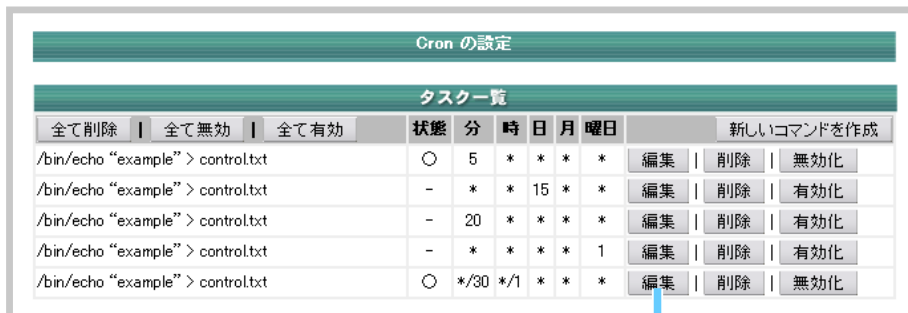 Cron の設定
タスク一覧
全て削除 | 全て無効 | 全て有効 状態 分 時 日 月 曜日 新しいコマンドを作成
/bin/echo “example” > control.txt ○ 5 * * * * 編集 | 削除 | 無効化
/bin/echo “example” > control.txt - * * 15 * * 編集 | 削除 | 有効化
/bin/echo “example” > control.txt - 20 * * * * 編集 | 削除 | 有効化
/bin/echo “example” > control.txt - * * * * 1 編集 | 削除 | 有効化
/bin/echo “example” > control.txt ○ */30 */1 * * * 編集 | 削除 | 無効化